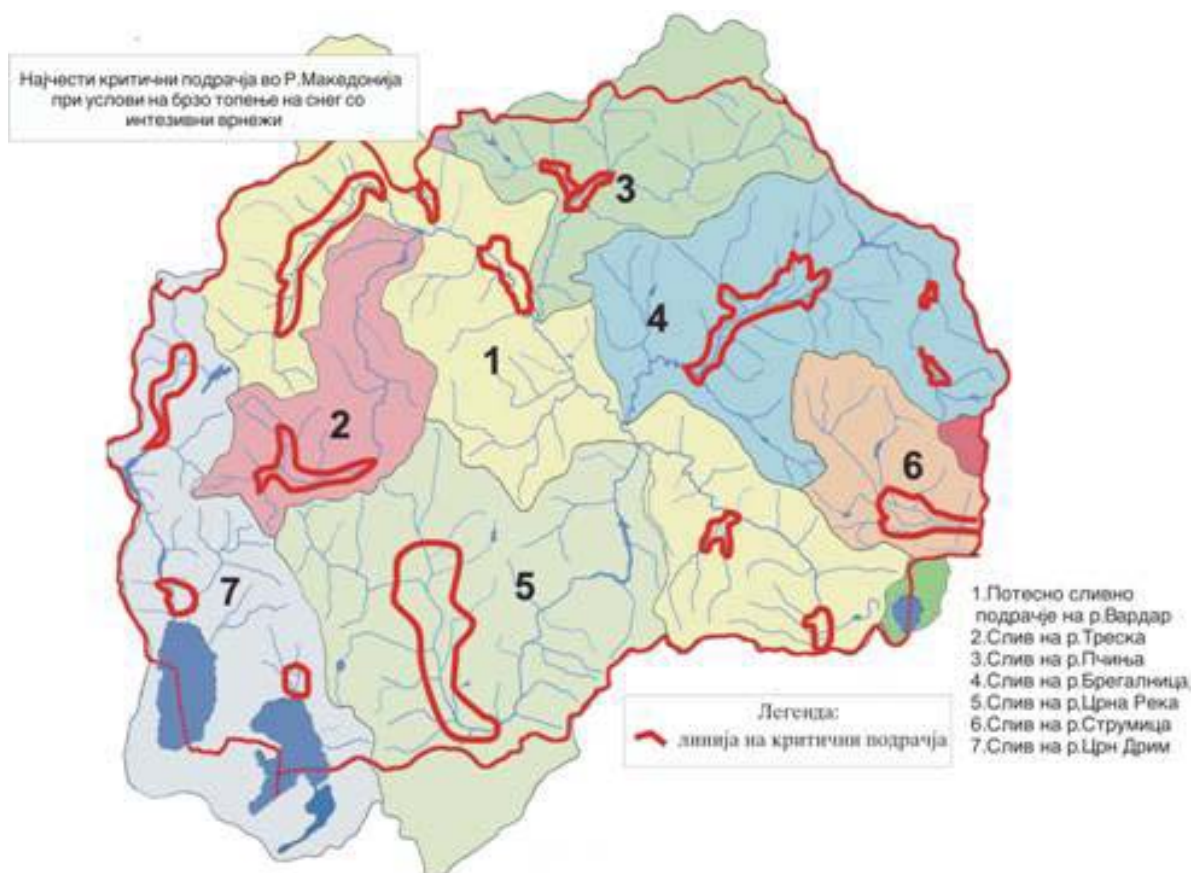 Најчести критични подрачја во Р.Македонија
при услови на брзо топење на снег со
интезивни врнежи
3
4
1
2
6
5
7
1.Потесно сливно
подрачје на р.Вардар
2.Слив на р.Треска
3.Слив на р.Пчиња
4.Слив на р.Брегалница,
5.Слив на р,Црна Река
6.Слив на р.Струмица
7.Слив на р.Црн Дрим
Легенда:
линија на критични подрачја